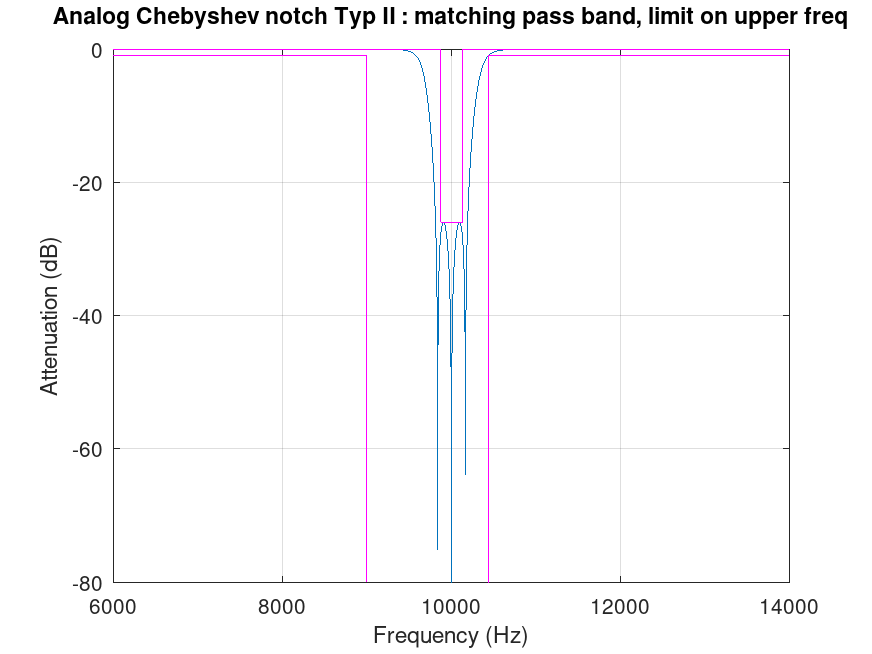 Analog Chebyshev notch Typ II : matching pass band, limit on upper freq
0
-20
-40
-60
-80
Attenuation (dB)
6000 8000 10000 12000 14000
Frequency (Hz)